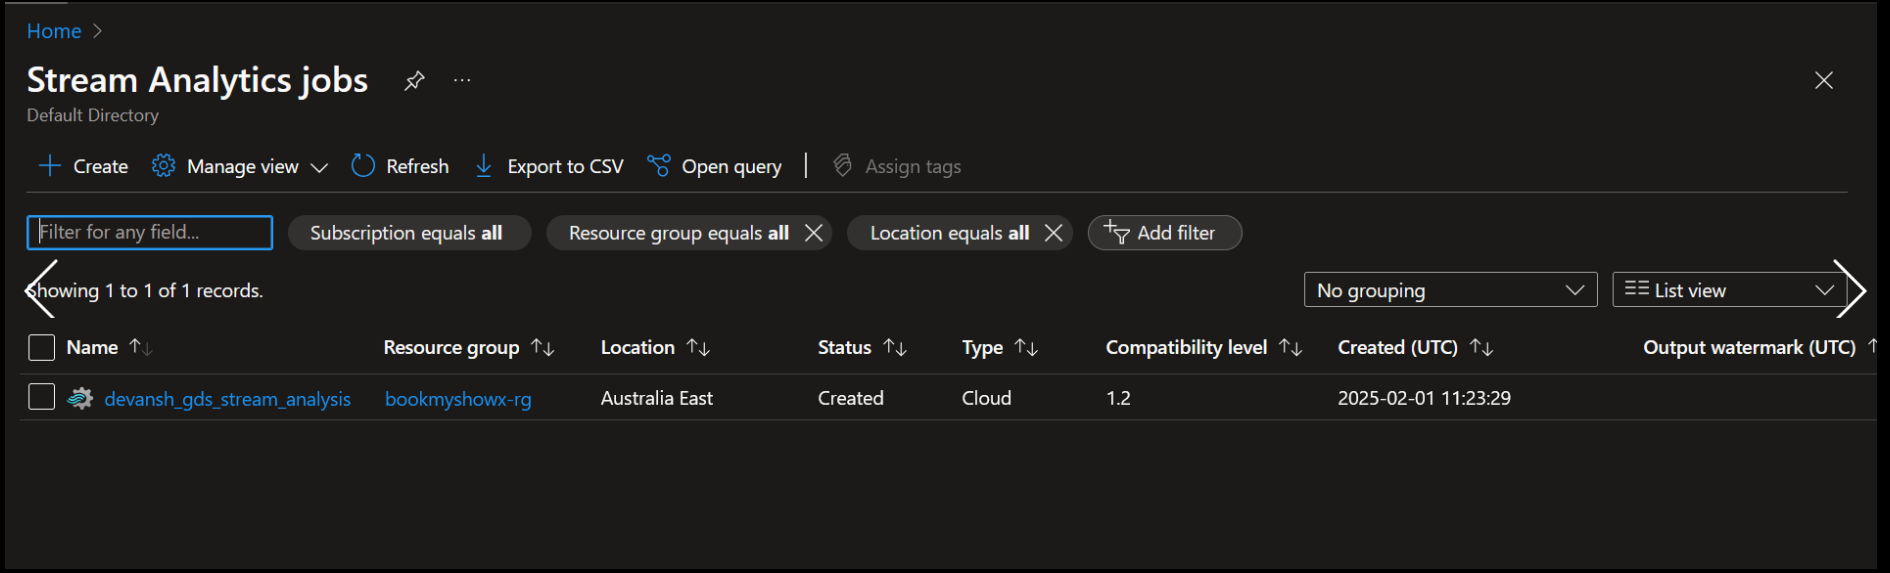 Home
Stream Analytics jobs ...
Default Directory
Create Manage view Refresh Export to CSV Open query Assign tags
Filter for any field... Subscription equals all Resource group equals all Location equals all Add filter
Showing 1 to 1 of 1 records. No grouping List view
Name Resource group Location Status Type Compatibility level Created (UTC) Output watermark (UTC)
devansh_gds_stream_analysis bookmyshowx-rg Australia East Created Cloud 1.2 2025-02-01 11:23:29